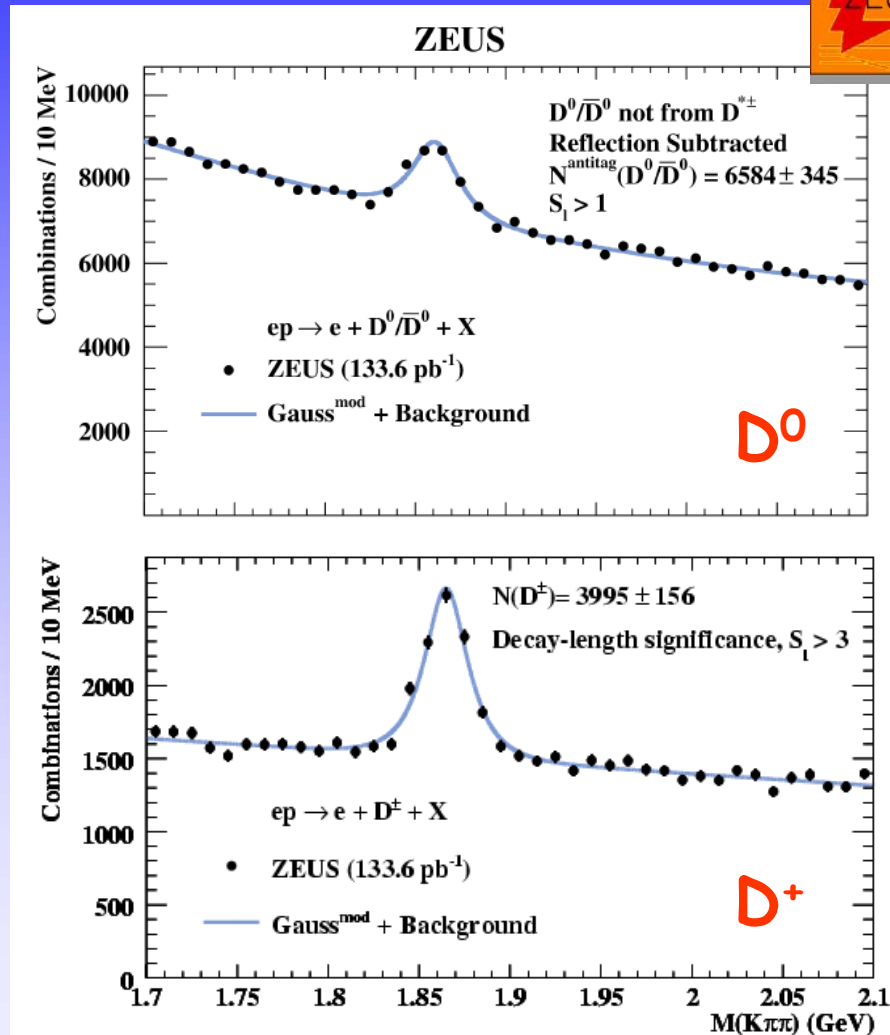 ZEUS
ZEUS
Combinations / 10 MeV
10000
8000
6000
4000
2000
D⁰/D̅⁰ not from D*±
Reflection Subtracted
N^antitag(D⁰/D̅⁰) = 6584 ± 345
S_l > 1
ep → e + D⁰/D̅⁰ + X
ZEUS (133.6 pb⁻¹)
Gauss^mod + Background
D⁰
Combinations / 10 MeV
2500
2000
1500
1000
500
0
N(D±)= 3995 ± 156
Decay-length significance, S_l > 3
ep → e + D± + X
ZEUS (133.6 pb⁻¹)
Gauss^mod + Background
D⁺
1.7 1.75 1.8 1.85 1.9 1.95 2 2.05 2.1
M(Kππ) (GeV)